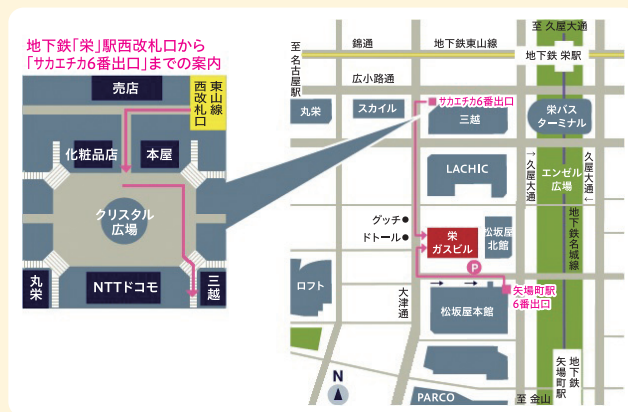 地下鉄「栄」駅西改札口から
「サカエチカ6番出口」までの案内
売店
東山線
西改札口
化粧品店
本屋
クリスタル
広場
丸栄
NTTドコモ
三越
至 久屋大通
至 名古屋駅
錦通
地下鉄東山線
地下鉄 栄駅
広小路通
丸栄
スカイル
サカエチカ6番出口
三越
栄バス
ターミナル
LACHIC
→久屋大通
エンゼル
広場
久屋大通←
グッチ
ドトール
栄
ガスビル
松坂屋
北館
地下鉄名城線
P
ロフト
大津通
矢場町駅
6番出口
松坂屋本館
地下鉄
矢場町駅
N
PARCO
至 金山